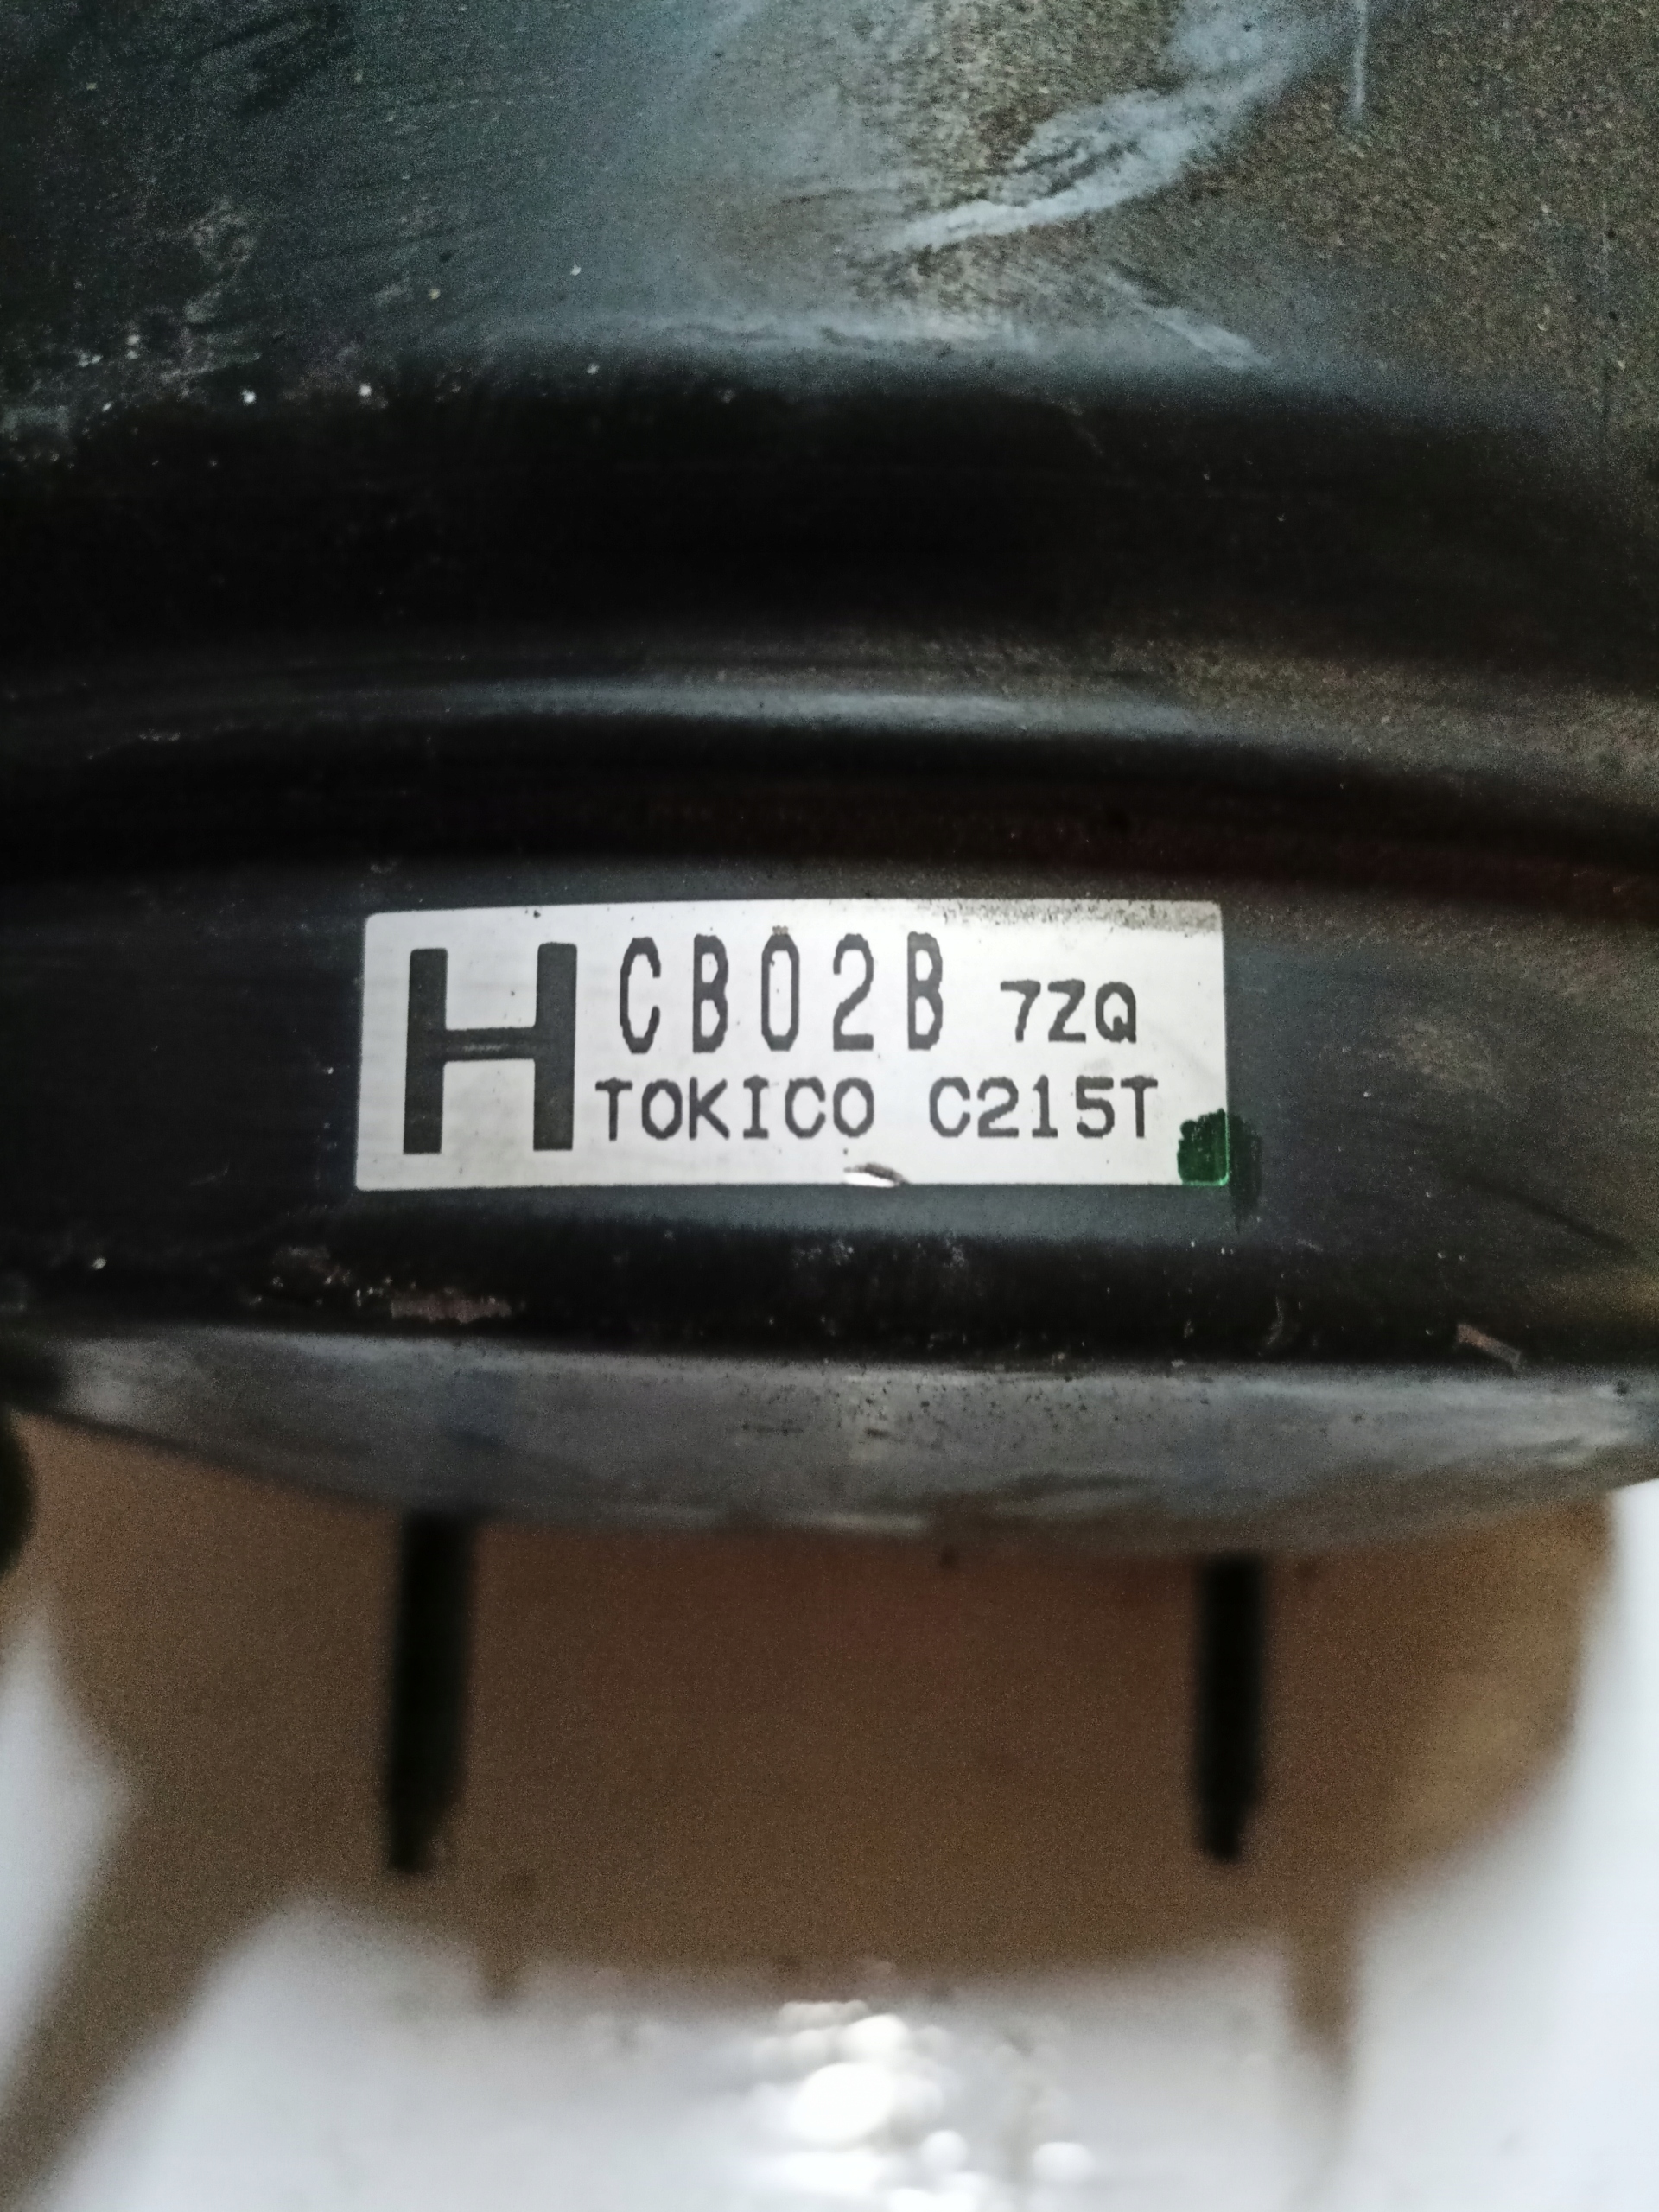 H CB02B 7ZQ
TOKICO C215T